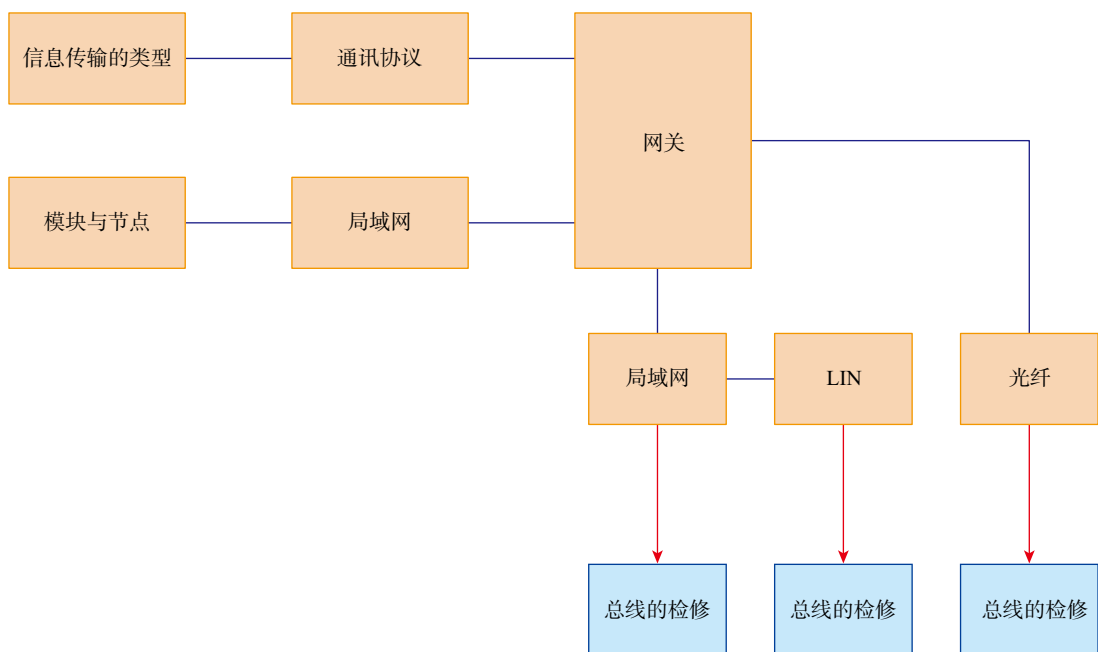 信息传输的类型
通讯协议
网关
模块与节点
局域网
局域网
LIN
光纤
总线的检修
总线的检修
总线的检修